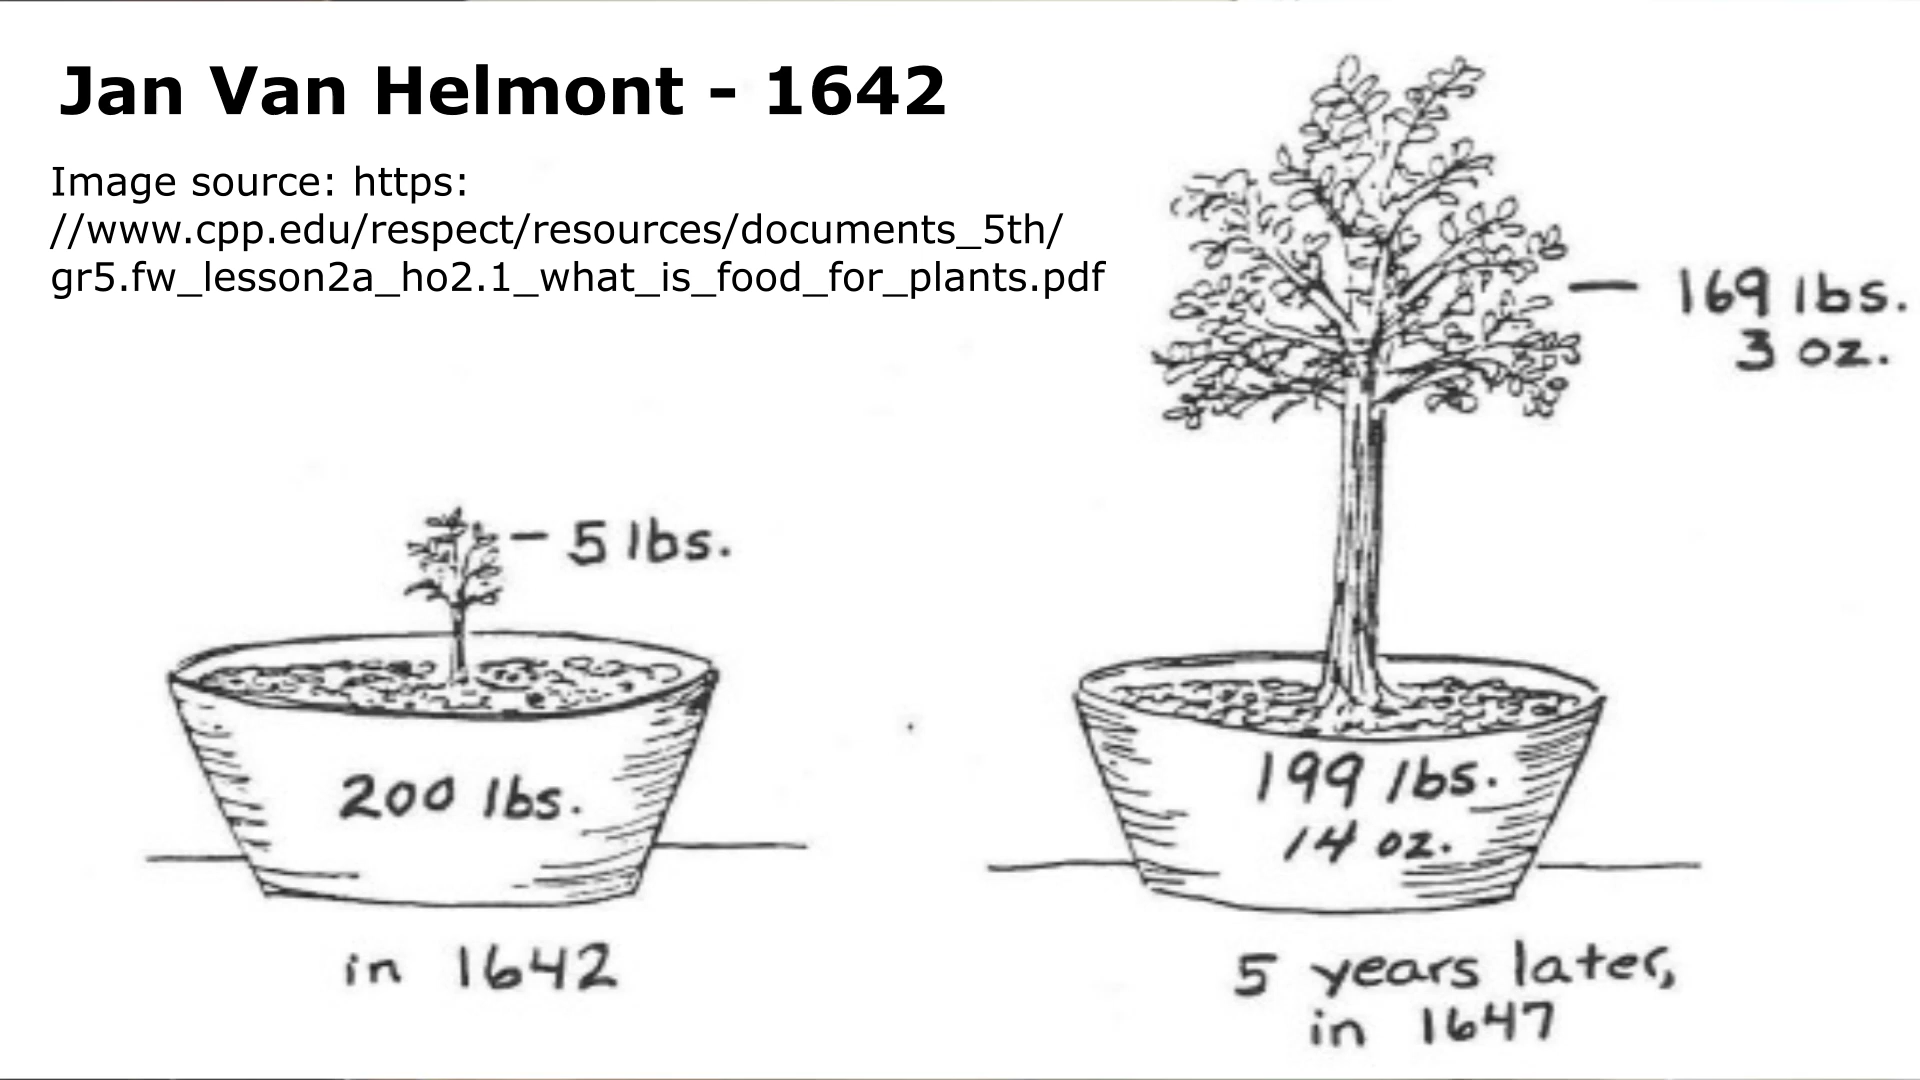 Jan Van Helmont - 1642
Image source: https:
//www.cpp.edu/respect/resources/documents_5th/
gr5.fw_lesson2a_ho2.1_what_is_food_for_plants.pdf
5 lbs.
200 lbs.
in 1642
169 lbs.
3 oz.
199 lbs.
14 oz.
5 years later,
in 1647